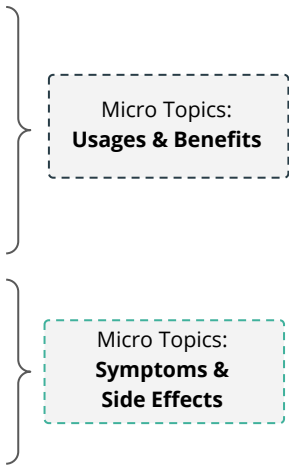 Micro Topics:
Usages & Benefits
Micro Topics:
Symptoms &
Side Effects